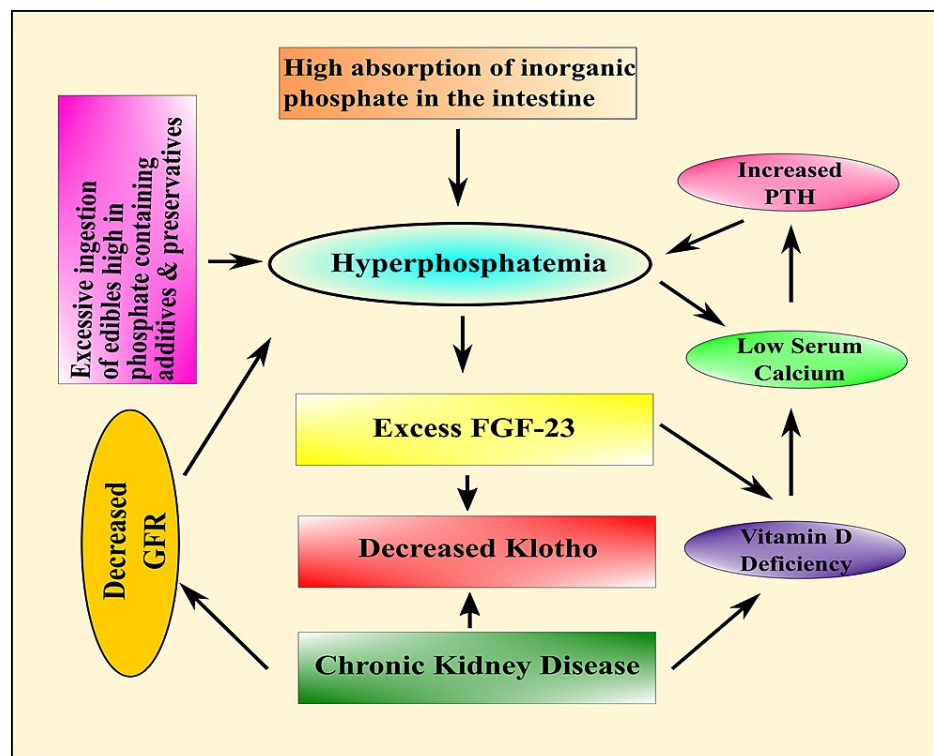 High absorption of inorganic
phosphate in the intestine
Excessive ingestion
of edibles high in
phosphate containing
additives & preservatives
Increased
PTH
Hyperphosphatemia
Low Serum
Calcium
Excess FGF-23
Decreased
GFR
Decreased Klotho
Vitamin D
Deficiency
Chronic Kidney Disease